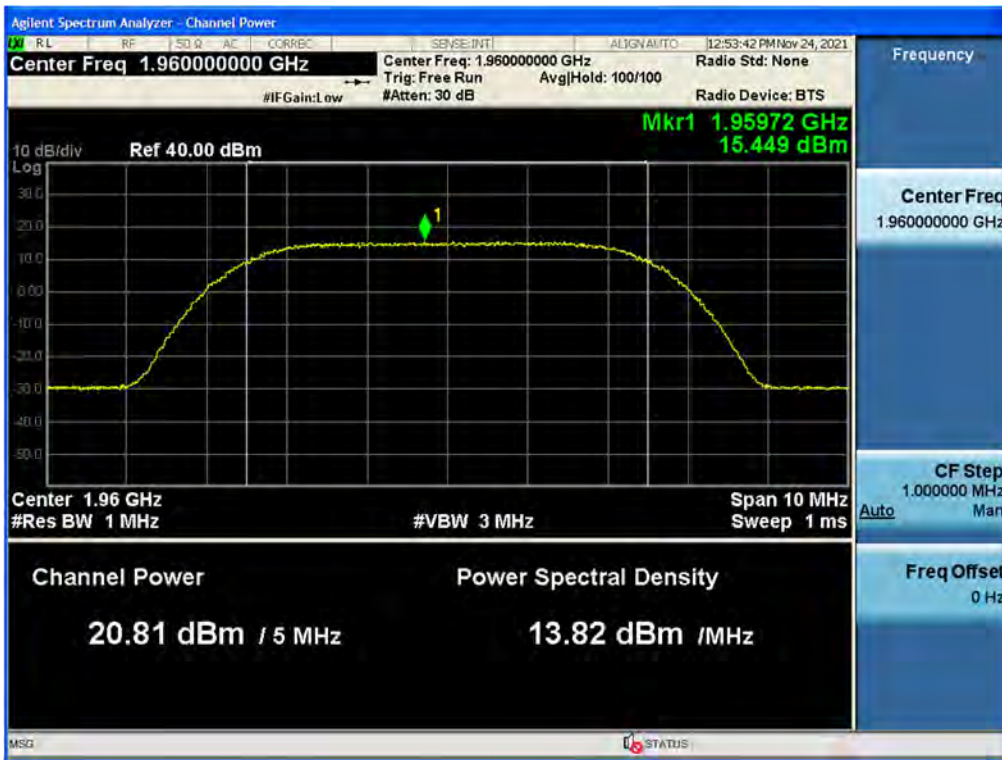 Agilent Spectrum Analyzer - Channel Power
LXI RL RF 50 Ω AC CORREC SENSE:INT ALIGN AUTO 12:53:42 PM Nov 24, 2021
Center Freq 1.960000000 GHz
Center Freq: 1.960000000 GHz
Radio Std: None
Trig: Free Run Avg|Hold: 100/100
#IFGain:Low #Atten: 30 dB Radio Device: BTS
Mkr1 1.95972 GHz
15.449 dBm
10 dB/div Ref 40.00 dBm
Log
30.0
20.0
10.0
0.00
-10.0
-20.0
-30.0
-40.0
-50.0
1
Center 1.96 GHz Span 10 MHz
#Res BW 1 MHz #VBW 3 MHz Sweep 1 ms
Channel Power Power Spectral Density
20.81 dBm / 5 MHz 13.82 dBm /MHz
MSG STATUS
Frequency
Center Freq
1.960000000 GHz
CF Step
1.000000 MHz
Auto Man
Freq Offset
0 Hz